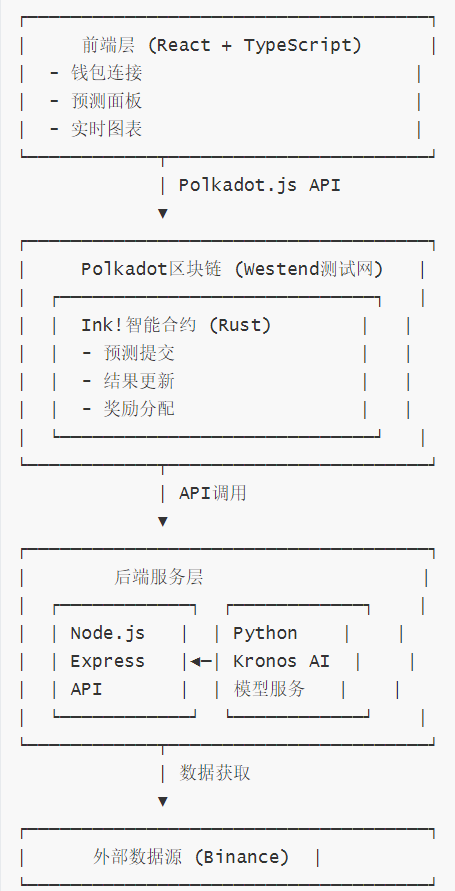 前端层 (React + TypeScript)
- 钱包连接
- 预测面板
- 实时图表
Polkadot.js API
Polkadot区块链 (Westend测试网)
Ink!智能合约 (Rust)
- 预测提交
- 结果更新
- 奖励分配
API调用
后端服务层
Node.js Python
Express Kronos AI
API 模型服务
数据获取
外部数据源 (Binance)